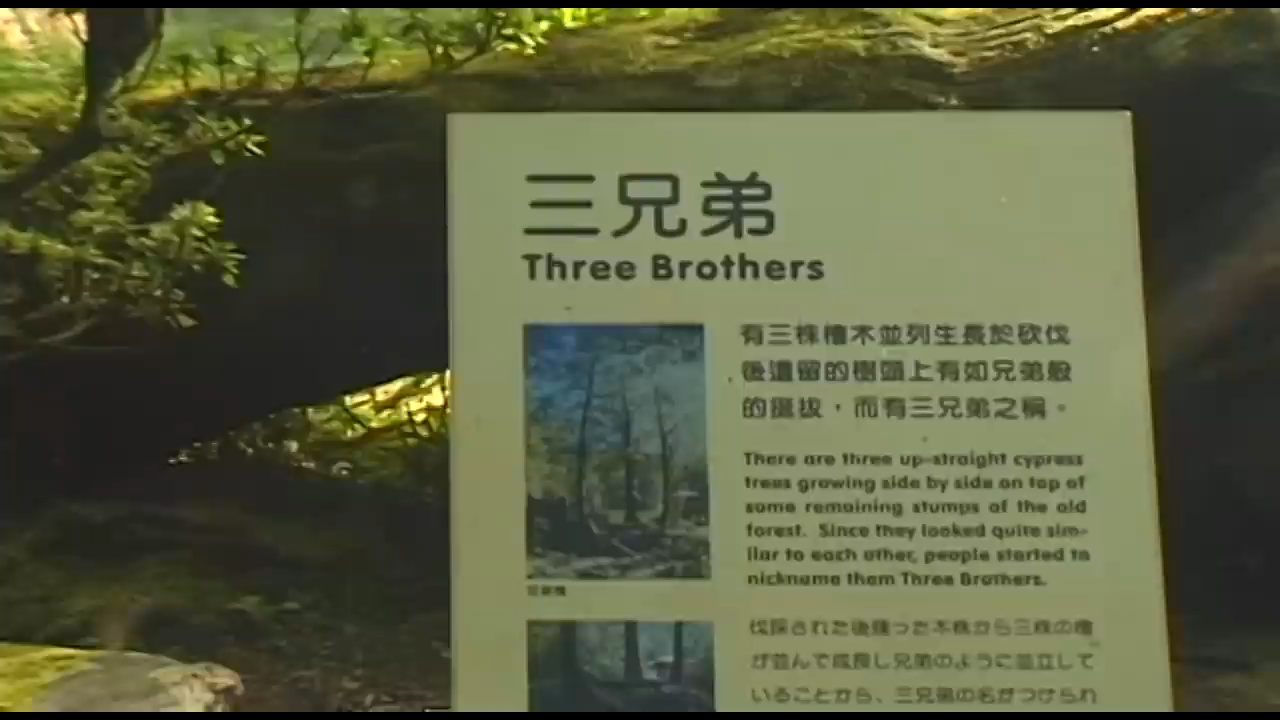 三兄弟
Three Brothers
有三株檜木並列生長於砍伐
後遺留的樹頭上有如兄弟般
的挺拔，而有三兄弟之稱。
There are three up-straight cypress
trees growing side by side on top of
some remaining stumps of the old
forest. Since they looked quite sim-
ilar to each other, people started to
nickname them Three Brothers.
伐採された後残った木株から三株の檜
が並んで成長し兄弟のように並立して
いることから、三兄弟の名がつけられ